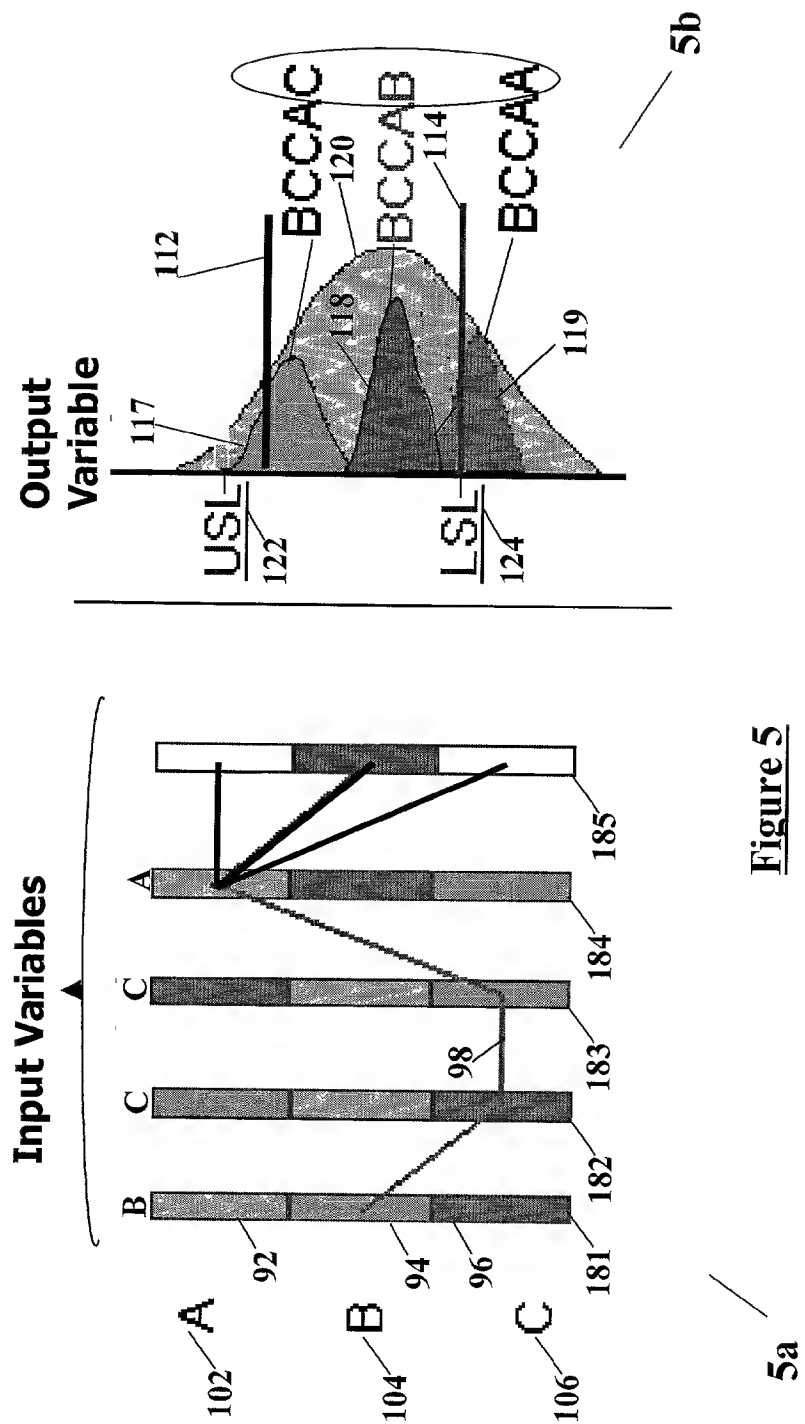 Input Variables
B
C
C
A
A
B
C
102
104
106
92
94
96
98
181
182
183
184
185
5a
Output
Variable
117
112
USL
122
LSL
124
BCCAC
120
118
BCCAB
114
BCCAA
119
5b
Figure 5